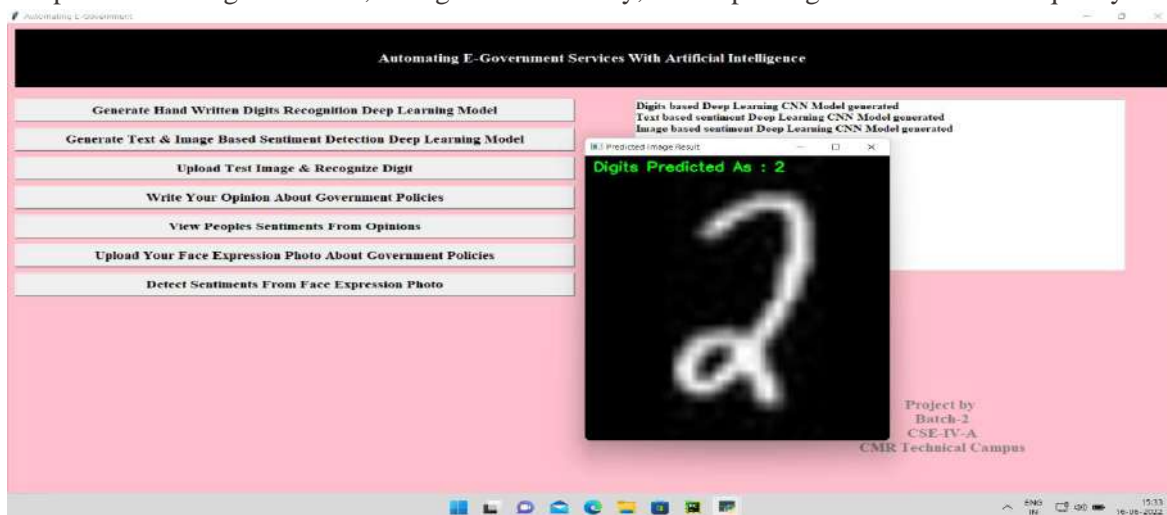 Automating E-Government
Automating E-Government Services With Artificial Intelligence
Generate Hand Written Digits Recognition Deep Learning Model
Generate Text & Image Based Sentiment Detection Deep Learning Model
Upload Test Image & Recognize Digit
Write Your Opinion About Government Policies
View Peoples Sentiments From Opinions
Upload Your Face Expression Photo About Government Policies
Detect Sentiments From Face Expression Photo
Digits based Deep Learning CNN Model generated
Text based sentiment Deep Learning CNN Model generated
Image based sentiment Deep Learning CNN Model generated
Predicted Image Result
Digits Predicted As : 2
2
Project by
Batch-2
CSE-IV-A
CMR Technical Campus
ENG
IN
15:33
16-06-2022